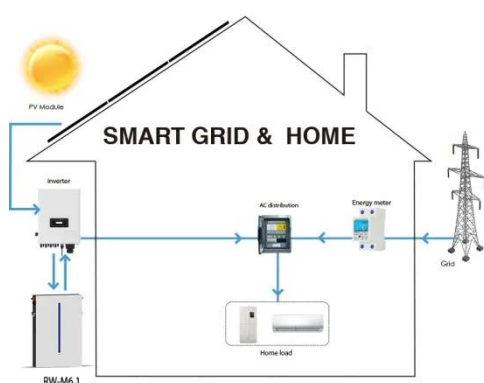 PV Module
SMART GRID & HOME
Inverter
AC distribution
Energy meter
Grid
Home load
RW-M6.1